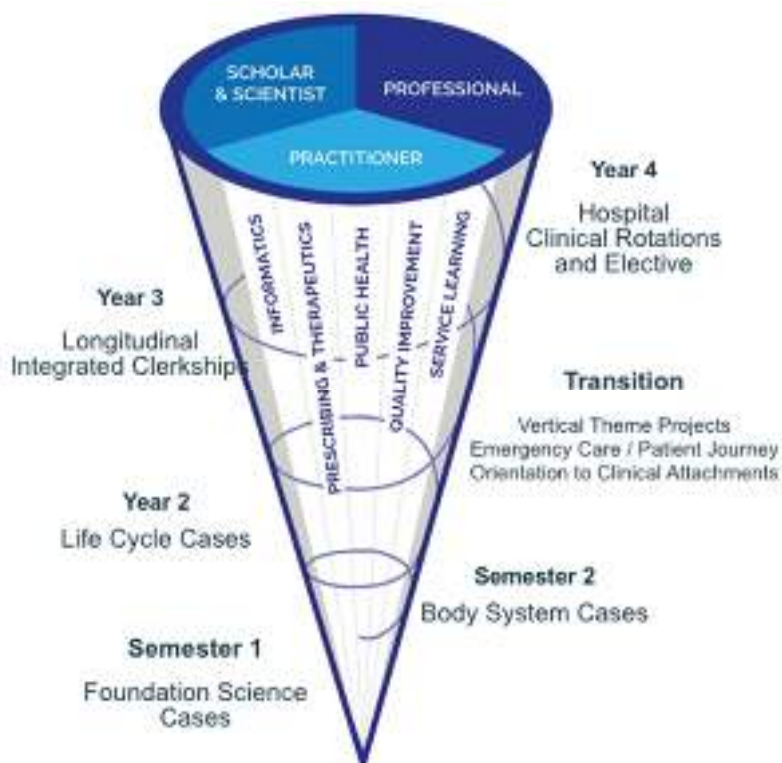 SCHOLAR
& SCIENTIST
PROFESSIONAL
PRACTITIONER
INFORMATICS
PRESCRIBING & THERAPEUTICS
PUBLIC HEALTH
QUALITY IMPROVEMENT
SERVICE LEARNING
Year 4
Hospital
Clinical Rotations
and Elective
Year 3
Longitudinal
Integrated Clerkships
Transition
Vertical Theme Projects
Emergency Care / Patient Journey
Orientation to Clinical Attachments
Year 2
Life Cycle Cases
Semester 2
Body System Cases
Semester 1
Foundation Science
Cases